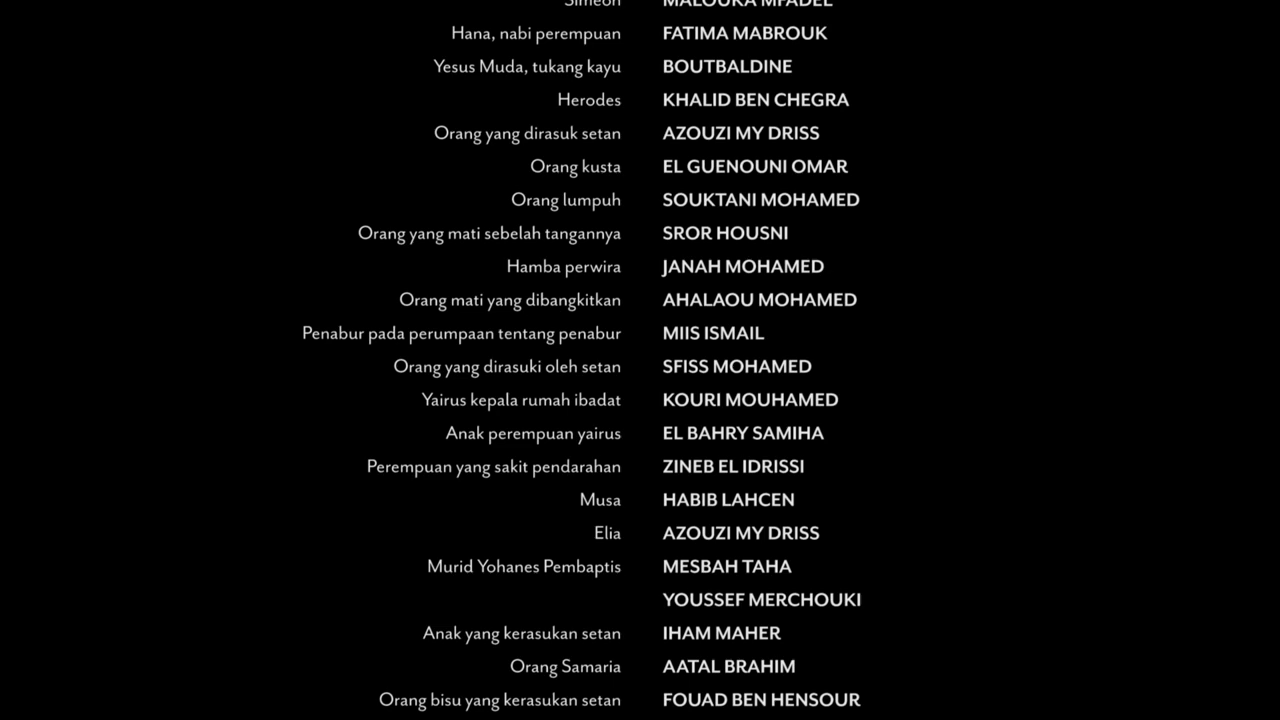 Simeon MALOUKA MFADEL
Hana, nabi perempuan FATIMA MABROUK
Yesus Muda, tukang kayu BOUTBALDINE
Herodes KHALID BEN CHEGRA
Orang yang dirasuk setan AZOUZI MY DRISS
Orang kusta EL GUENOUNI OMAR
Orang lumpuh SOUKTANI MOHAMED
Orang yang mati sebelah tangannya SROR HOUSNI
Hamba perwira JANAH MOHAMED
Orang mati yang dibangkitkan AHALAOU MOHAMED
Penabur pada perumpaan tentang penabur MIIS ISMAIL
Orang yang dirasuki oleh setan SFISS MOHAMED
Yairus kepala rumah ibadat KOURI MOUHAMED
Anak perempuan yairus EL BAHRY SAMIHA
Perempuan yang sakit pendarahan ZINEB EL IDRISSI
Musa HABIB LAHCEN
Elia AZOUZI MY DRISS
Murid Yohanes Pembaptis MESBAH TAHA
YOUSSEF MERCHOUKI
Anak yang kerasukan setan IHAM MAHER
Orang Samaria AATAL BRAHIM
Orang bisu yang kerasukan setan FOUAD BEN HENSOUR